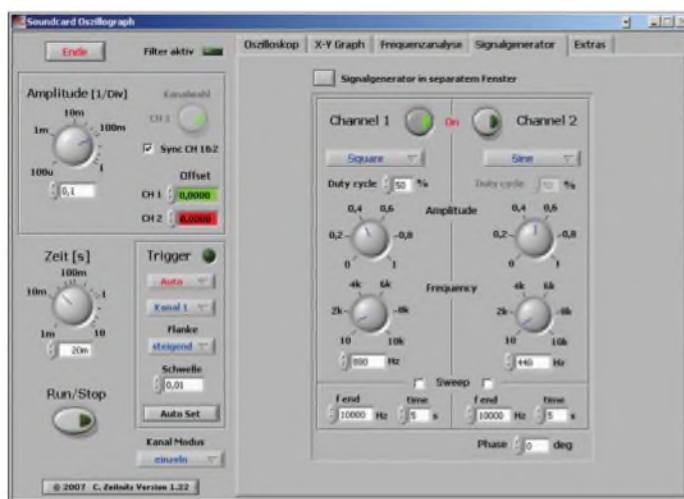 Soundcard Oszillograph
Ende
Filter aktiv
Oszilloskop
X-Y Graph
Frequenzanalyse
Signalgenerator
Extras
Amplitude [1/Div]
Kanalwahl
10m
CH 1
1m
100m
100u
1
Sync CH 1&2
0,1
Offset
CH 1
0,0000
CH 2
0,0000
Zeit [s]
100m
10m
1
1m
10
20m
Run/Stop
Trigger
Auto
Kanal 1
Flanke
steigend
Schwelle
0,01
Auto Set
Kanal Modus
einzeln
© 2007 C. Zeitnitz Version 1.22
Signalgenerator in separatem Fenster
Channel 1
On
Channel 2
Square
Sine
Duty cycle
50
%
Duty cycle
%
Amplitude
0,4
0,6
0,2
0,8
0
1
0,4
0,6
0,2
0,8
0
1
Frequency
4k
6k
2k
8k
10
10k
4k
6k
2k
8k
10
10k
800 Hz
440 Hz
Sweep
f end
time
f end
time
10000 Hz
5 s
10000 Hz
5 s
Phase
0
deg